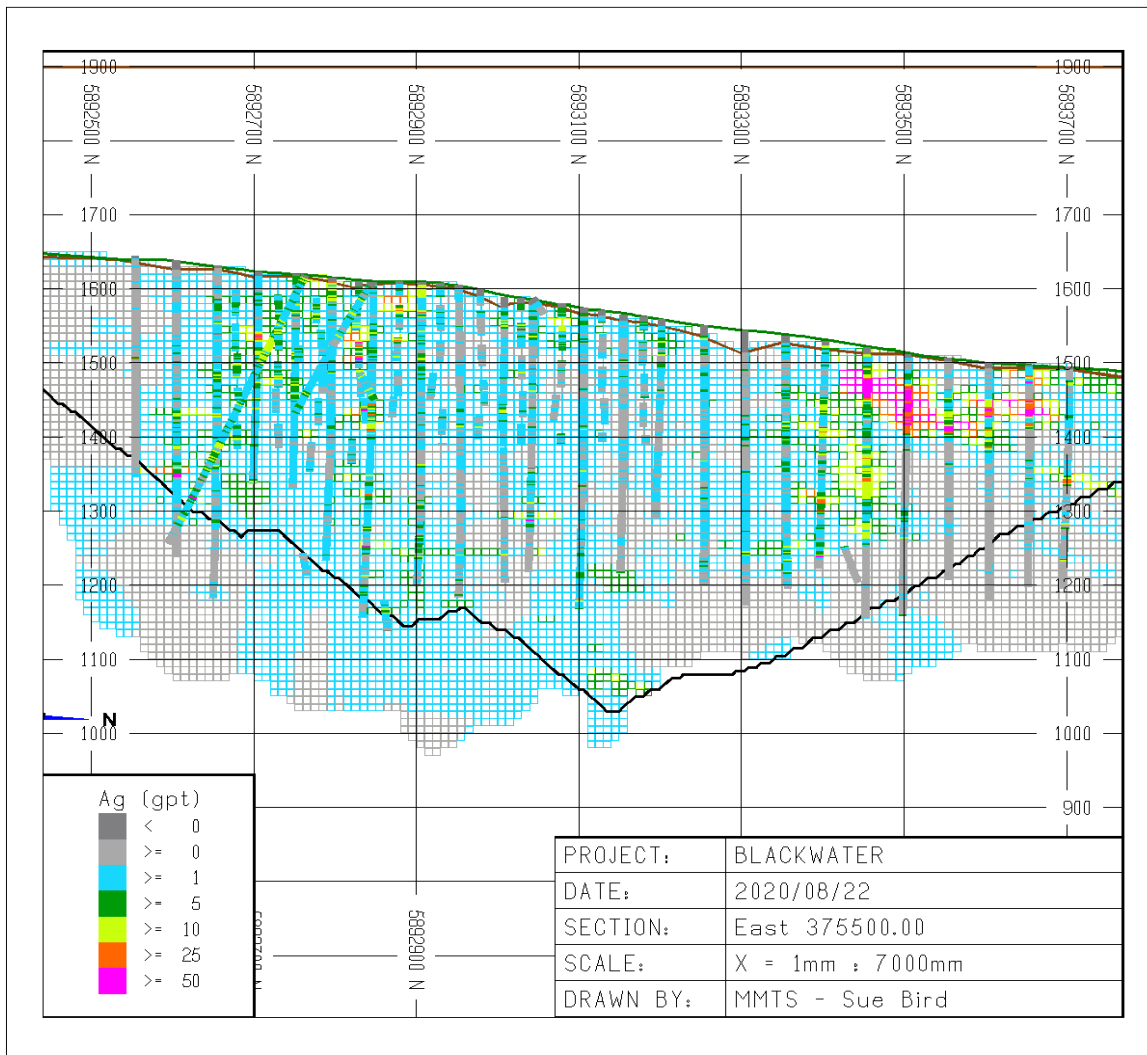 1900
1900
5892500 N
5892700 N
5892900 N
5893100 N
5893300 N
5893500 N
5893700 N
1700
1700
1600
1600
1500
1500
1400
1400
1300
1300
1200
1200
1100
1100
N
1000
1000
900
Ag (gpt)
< 0
>= 0
>= 1
>= 5
>= 10
>= 25
>= 50
5892900 N
PROJECT: BLACKWATER
DATE: 2020/08/22
SECTION: East 375500.00
SCALE: X = 1mm : 7000mm
DRAWN BY: MMTS - Sue Bird